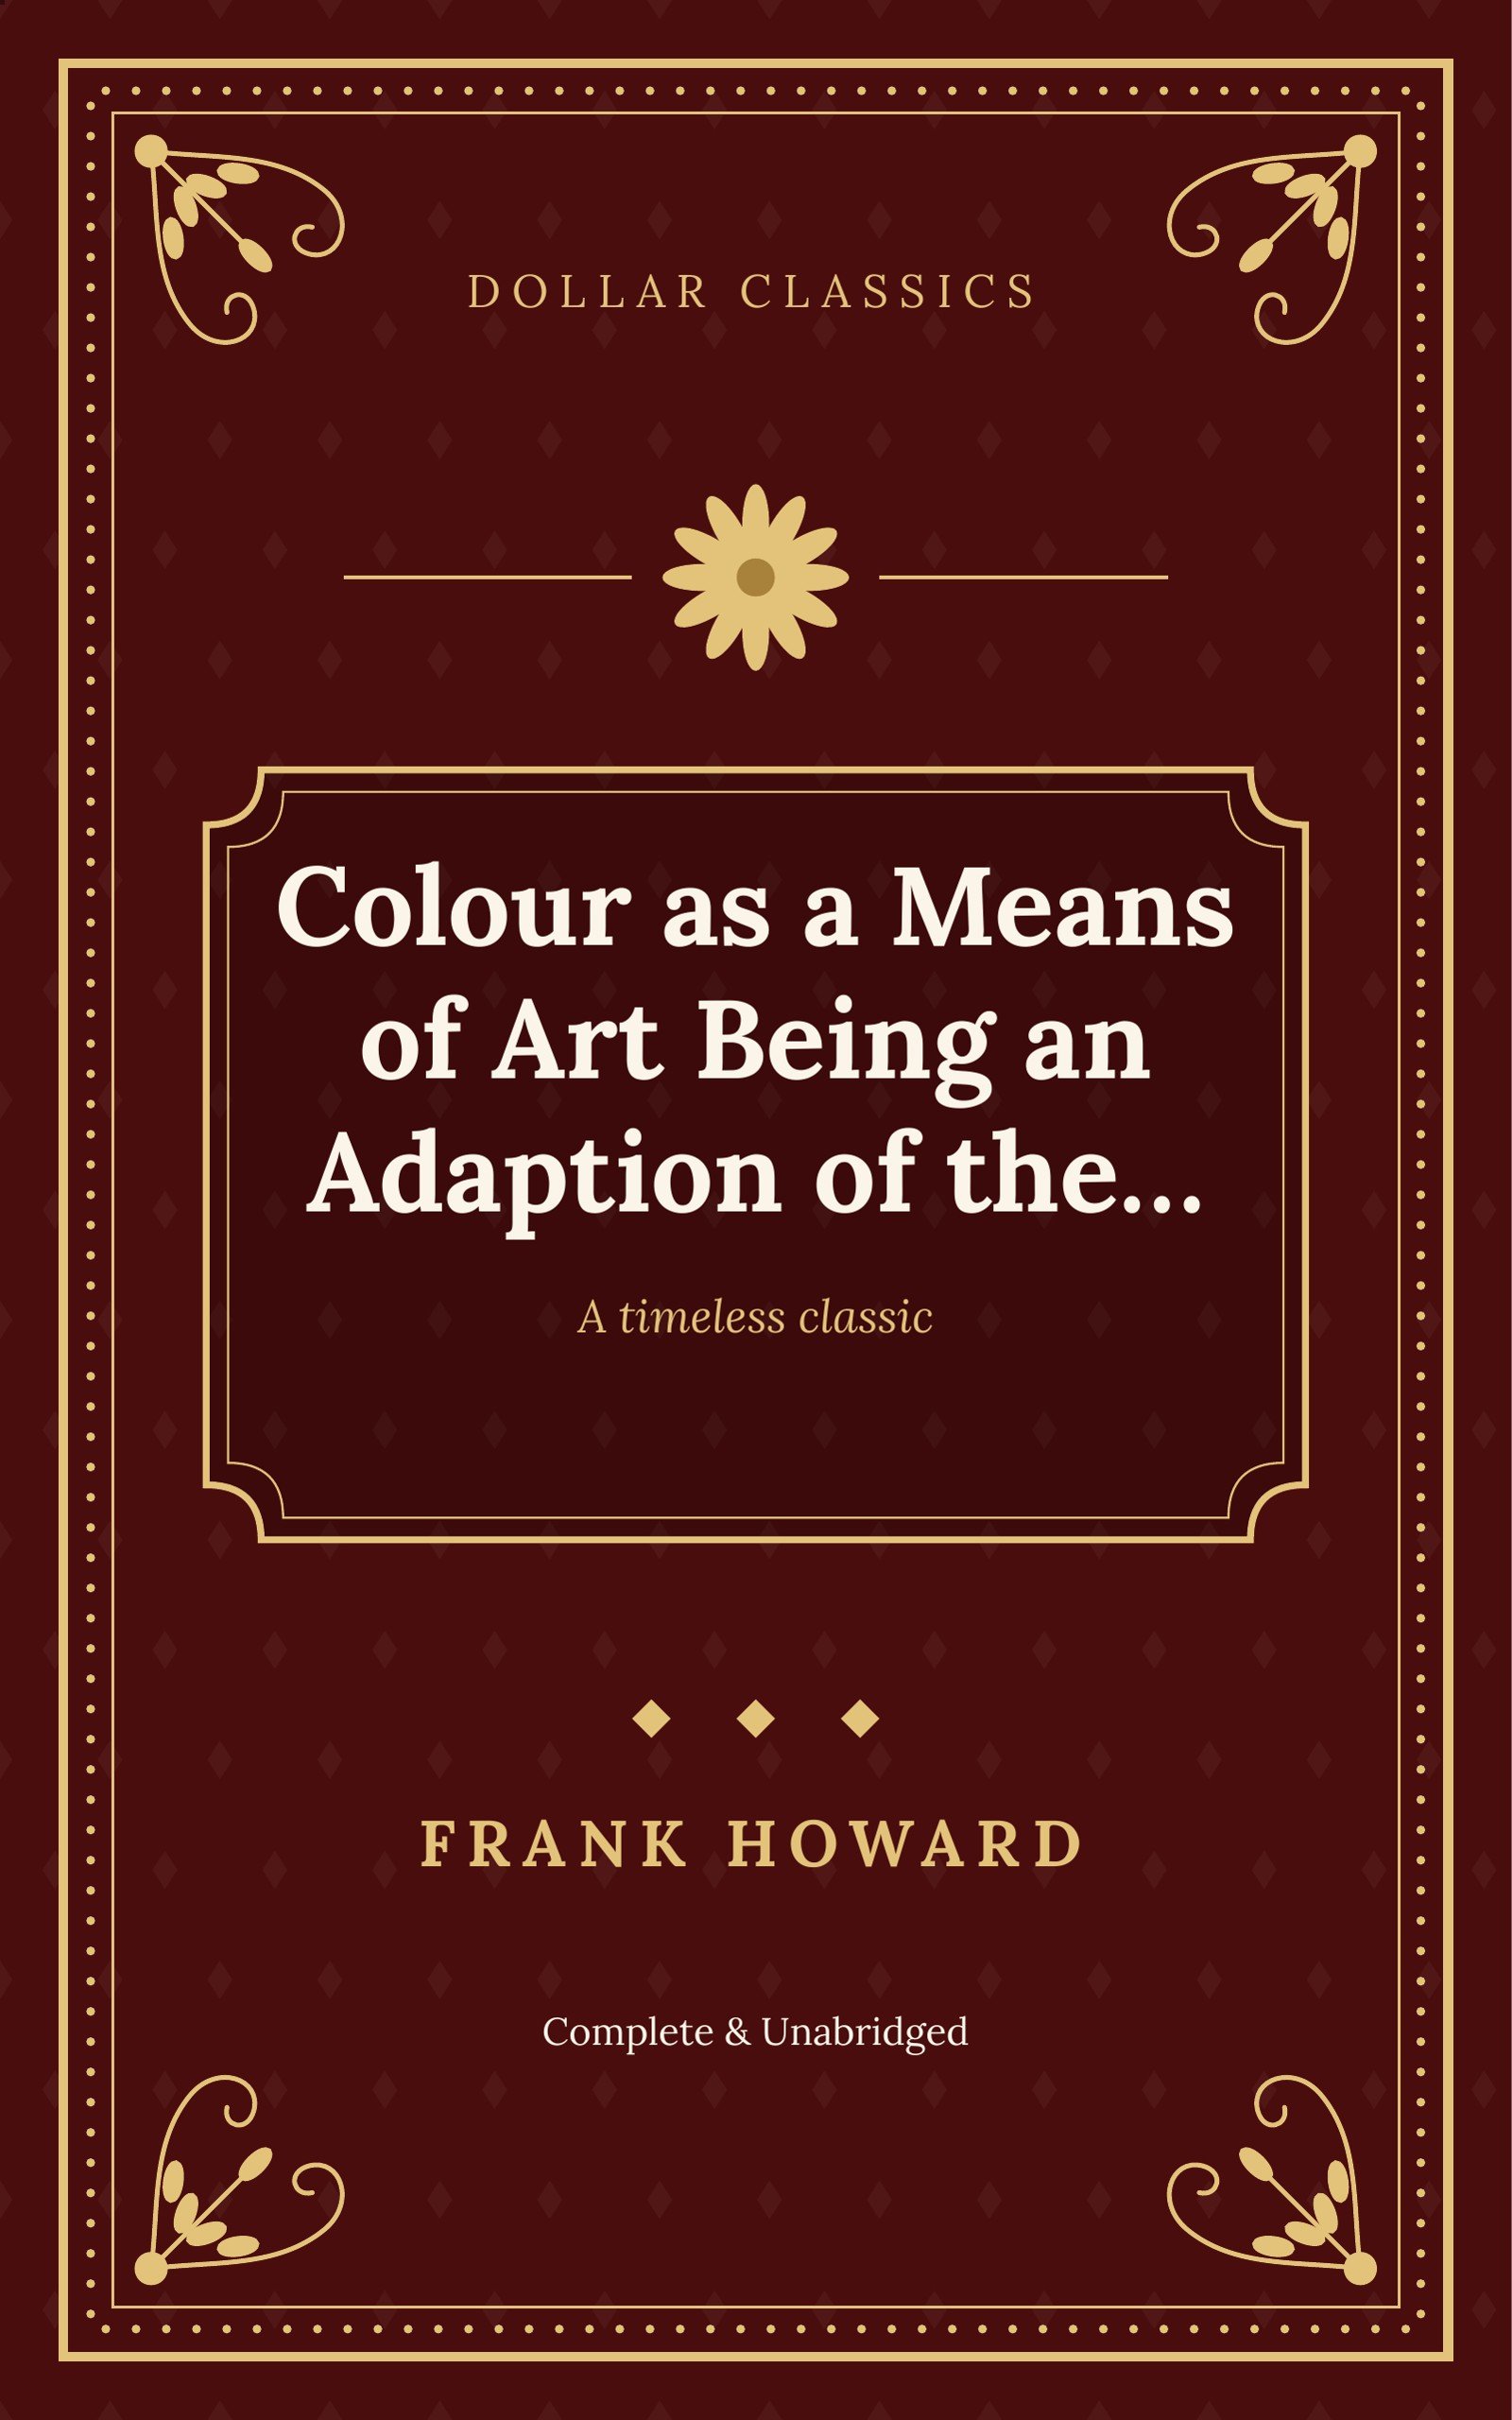 DOLLAR CLASSICS
Colour as a Means
of Art Being an
Adaption of the...
A timeless classic
FRANK HOWARD
Complete & Unabridged